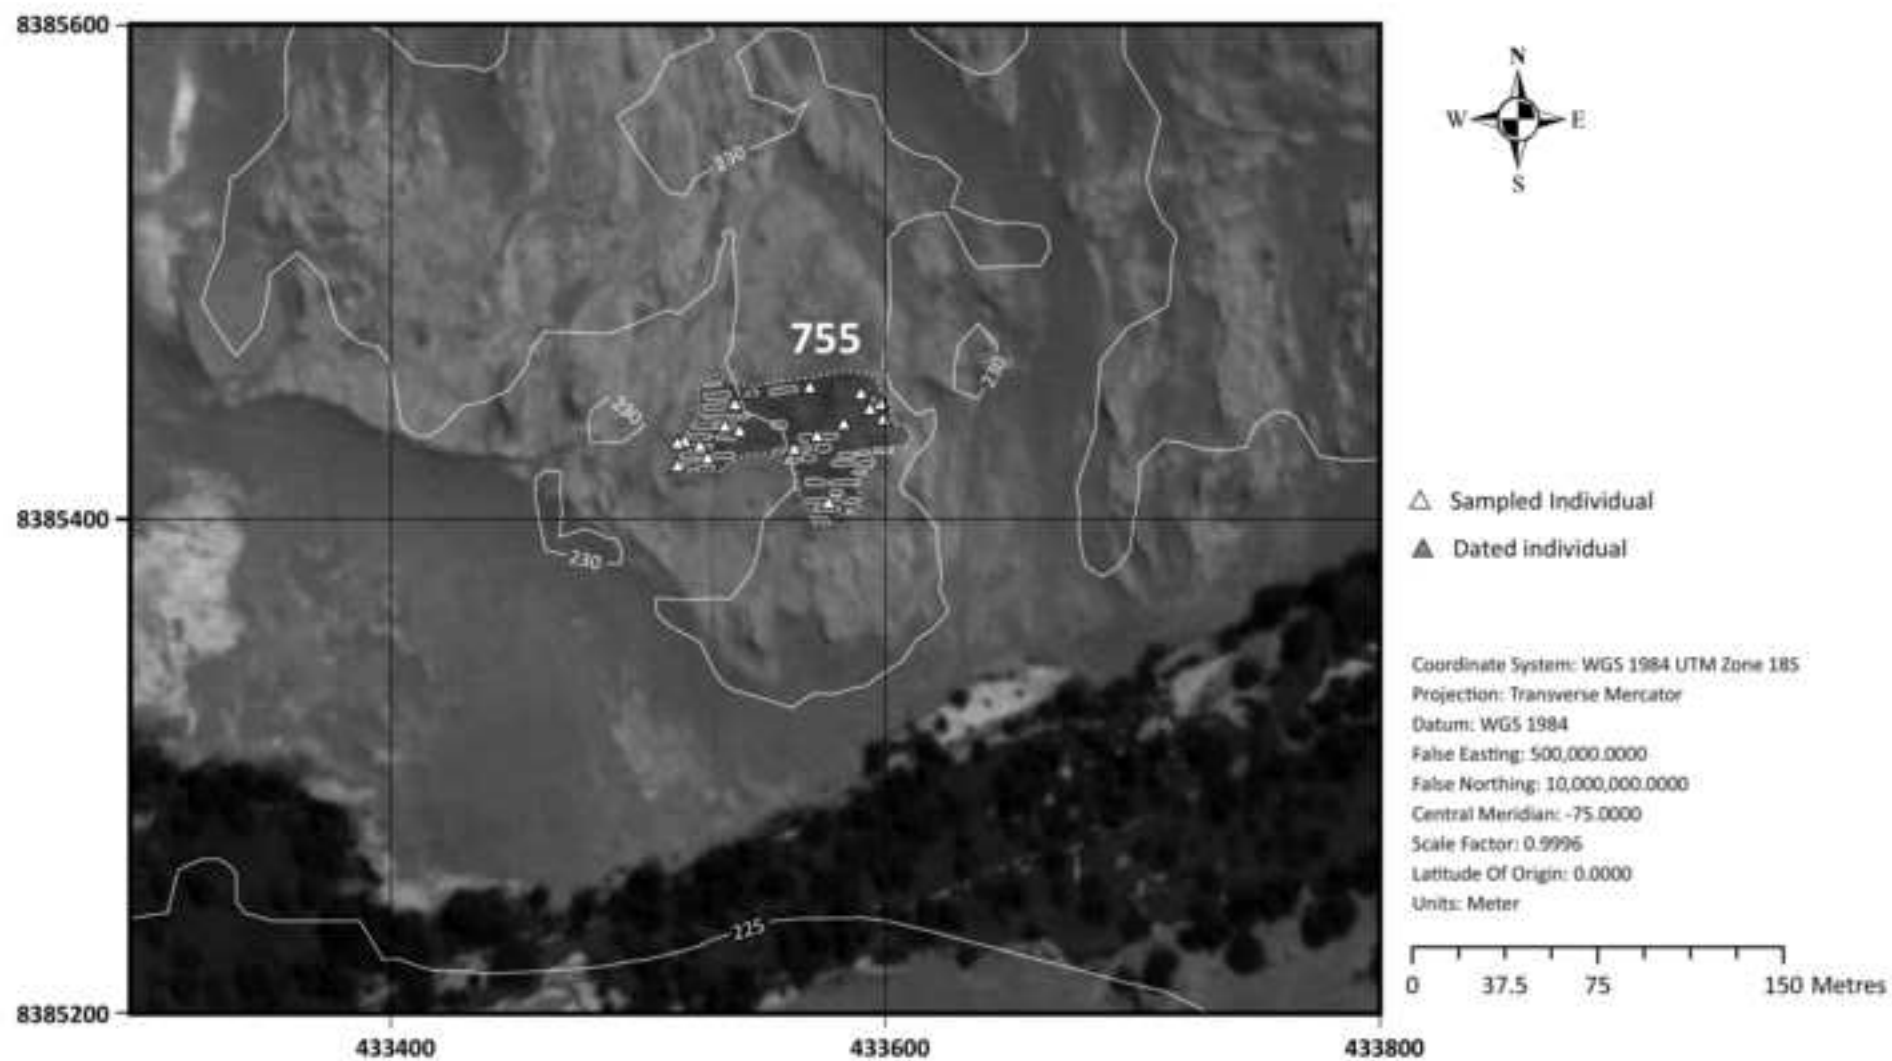 8385600
N
W E
S
230
755
230
230
8385400
230
225
8385200
433400 433600 433800
Sampled Individual
Dated individual
Coordinate System: WGS 1984 UTM Zone 18S
Projection: Transverse Mercator
Datum: WGS 1984
False Easting: 500,000.0000
False Northing: 10,000,000.0000
Central Meridian: -75.0000
Scale Factor: 0.9996
Latitude Of Origin: 0.0000
Units: Meter
0 37.5 75 150 Metres